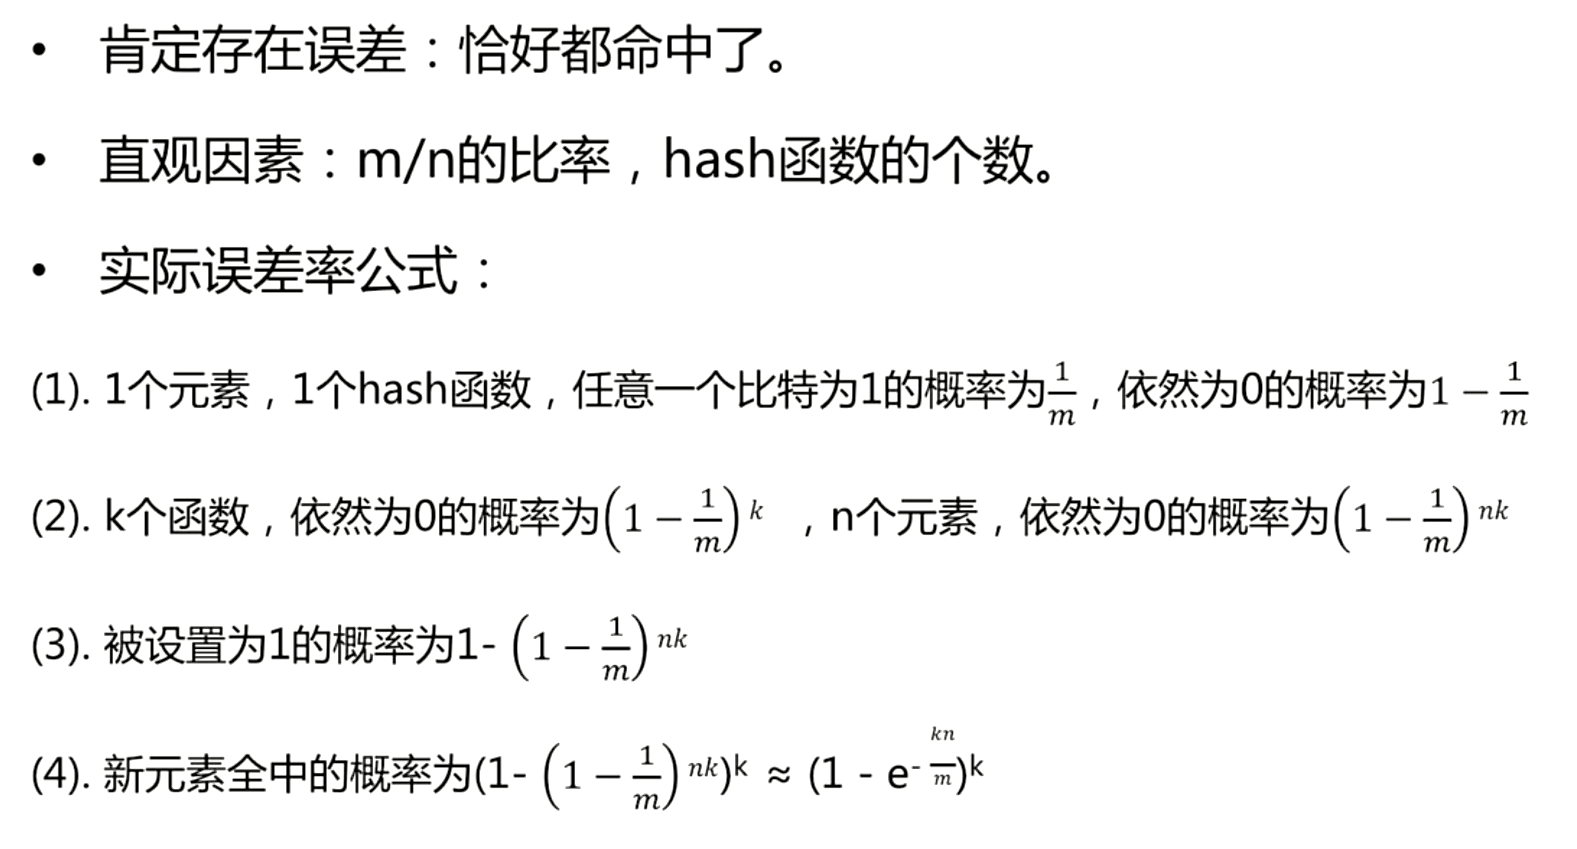 • 肯定存在误差：恰好都命中了。
• 直观因素：m/n的比率，hash函数的个数。
• 实际误差率公式：
(1). 1个元素，1个hash函数，任意一个比特为1的概率为$\frac{1}{m}$，依然为0的概率为$1-\frac{1}{m}$
(2). k个函数，依然为0的概率为$\left(1-\frac{1}{m}\right)^{k}$ ，n个元素，依然为0的概率为$\left(1-\frac{1}{m}\right)^{nk}$
(3). 被设置为1的概率为1- $\left(1-\frac{1}{m}\right)^{nk}$
(4). 新元素全中的概率为(1- $\left(1-\frac{1}{m}\right)^{nk}$)$^{k}$ ≈ (1 - e$^{-\frac{kn}{m}}$)$^{k}$